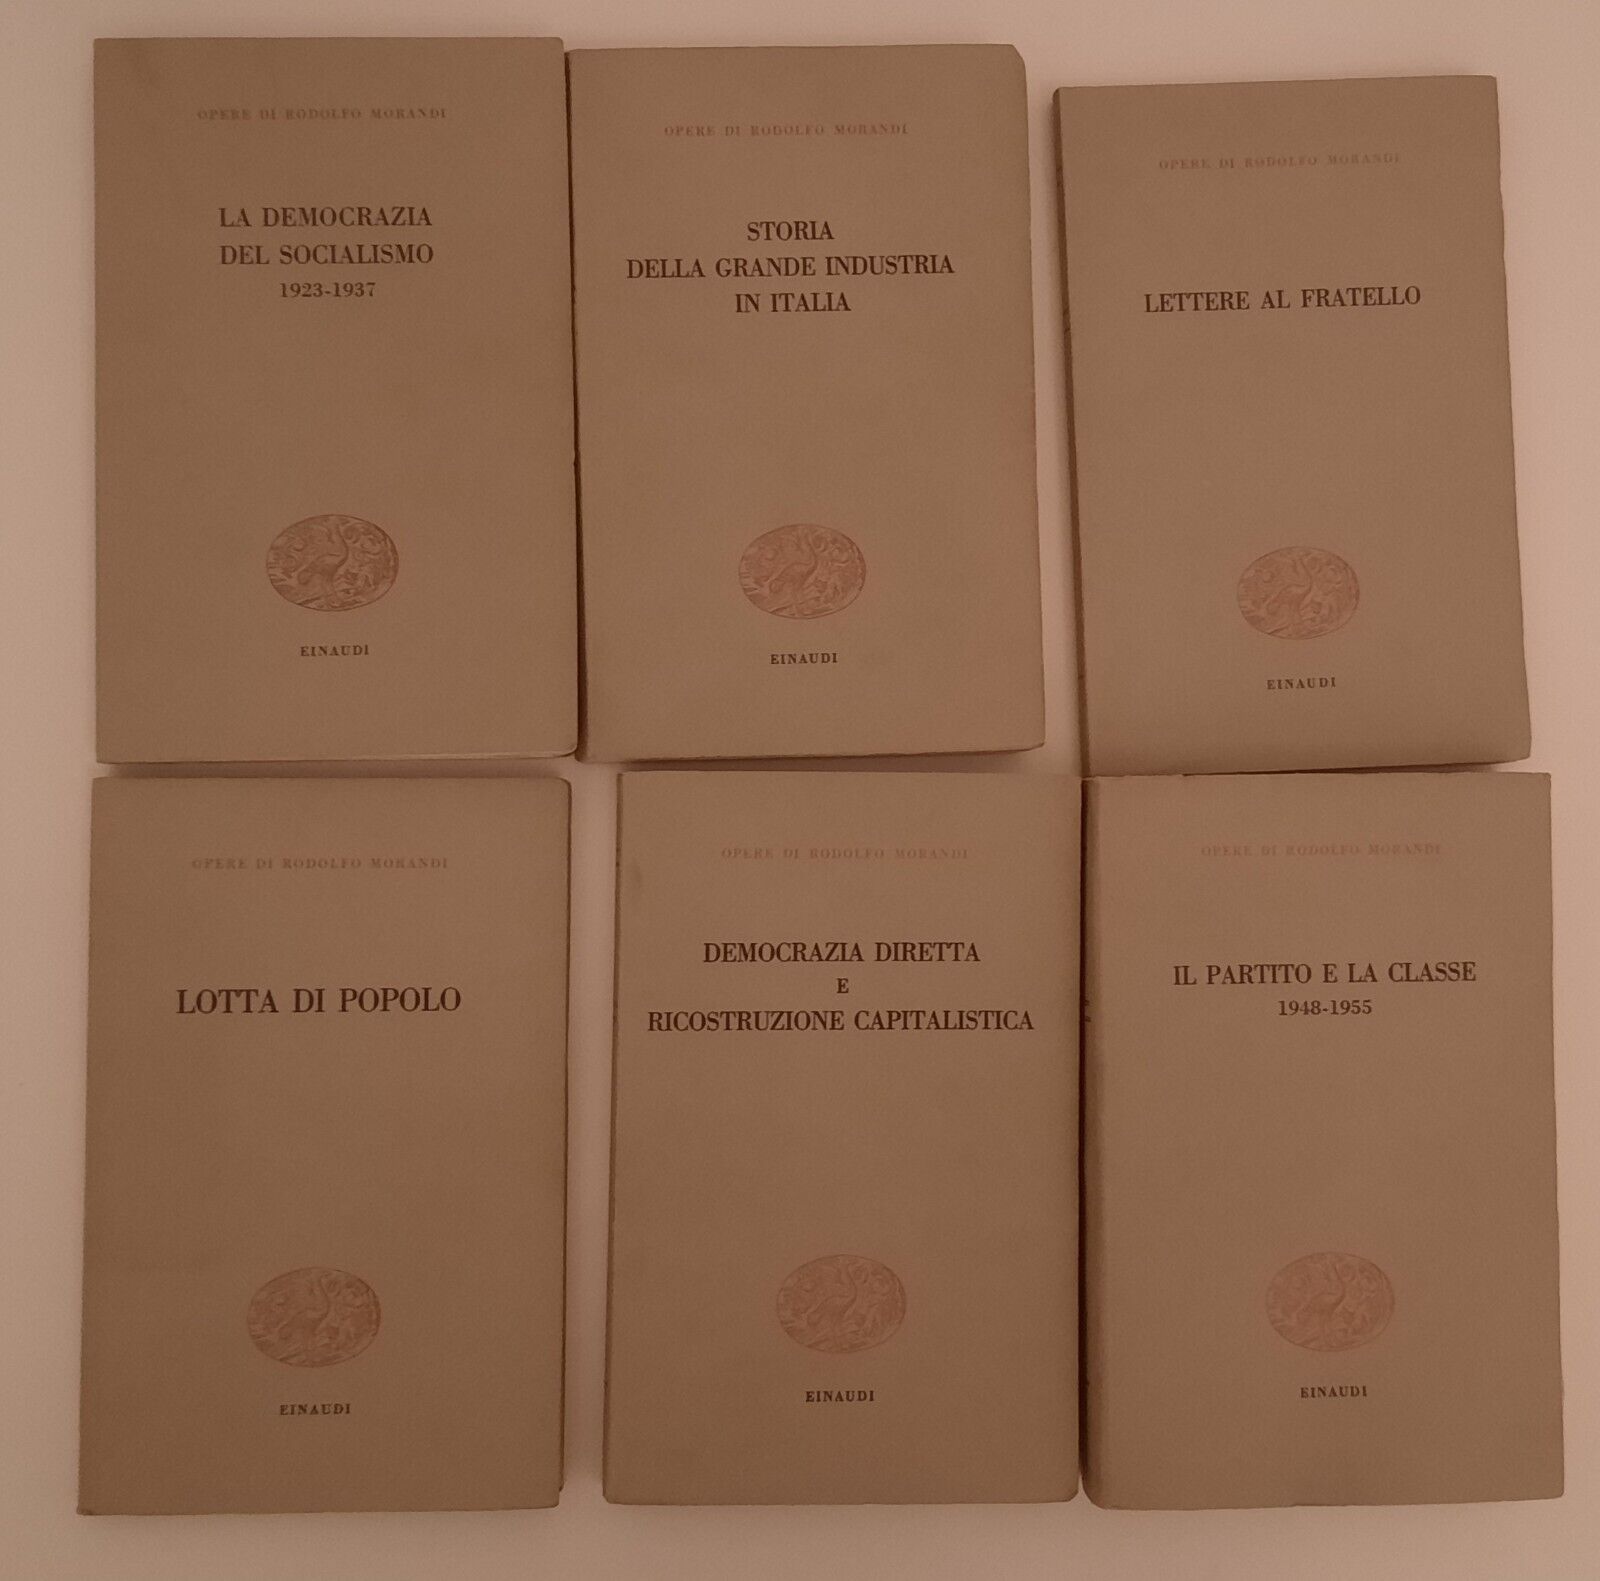 OPERE DI RODOLFO MORANDI
LA DEMOCRAZIA
DEL SOCIALISMO
1923-1937
EINAUDI
OPERE DI RODOLFO MORANDI
STORIA
DELLA GRANDE INDUSTRIA
IN ITALIA
EINAUDI
OPERE DI RODOLFO MORANDI
LETTERE AL FRATELLO
EINAUDI
OPERE DI RODOLFO MORANDI
LOTTA DI POPOLO
EINAUDI
OPERE DI RODOLFO MORANDI
DEMOCRAZIA DIRETTA
E
RICOSTRUZIONE CAPITALISTICA
EINAUDI
OPERE DI RODOLFO MORANDI
IL PARTITO E LA CLASSE
1948-1955
EINAUDI